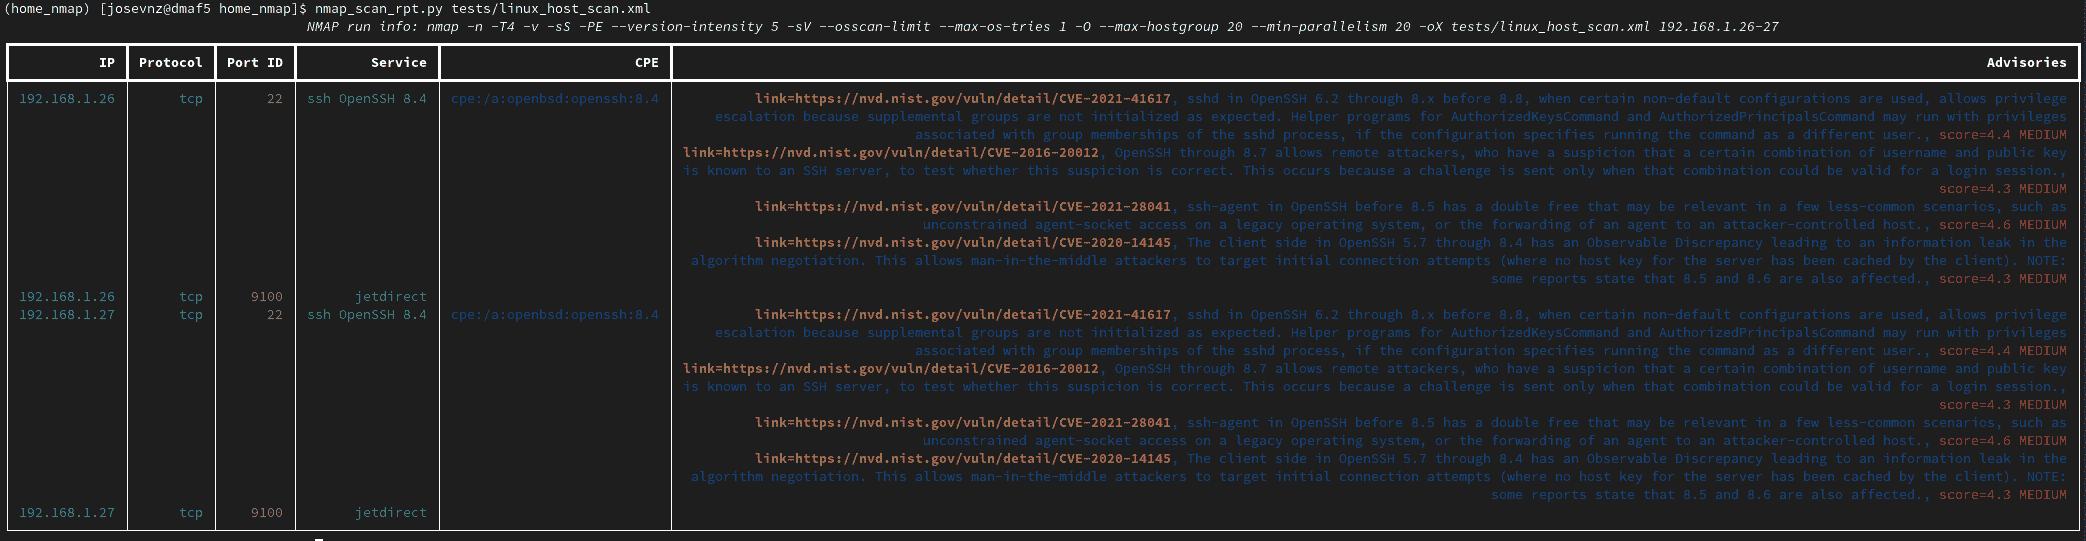 (home_nmap) [josevnz@dmaf5 home_nmap]$ nmap_scan_rpt.py tests/linux_host_scan.xml
NMAP run info: nmap -n -T4 -v -sS -PE --version-intensity 5 -sV --osscan-limit --max-os-tries 1 -O --max-hostgroup 20 --min-parallelism 20 -oX tests/linux_host_scan.xml 192.168.1.26-27
IP Protocol Port ID Service CPE Advisories
192.168.1.26 tcp 22 ssh OpenSSH 8.4 cpe:/a:openbsd:openssh:8.4 link=https://nvd.nist.gov/vuln/detail/CVE-2021-41617, sshd in OpenSSH 6.2 through 8.x before 8.8, when certain non-default configurations are used, allows privilege
escalation because supplemental groups are not initialized as expected. Helper programs for AuthorizedKeysCommand and AuthorizedPrincipalsCommand may run with privileges
associated with group memberships of the sshd process, if the configuration specifies running the command as a different user., score=4.4 MEDIUM
link=https://nvd.nist.gov/vuln/detail/CVE-2016-20012, OpenSSH through 8.7 allows remote attackers, who have a suspicion that a certain combination of username and public key
is known to an SSH server, to test whether this suspicion is correct. This occurs because a challenge is sent only when that combination could be valid for a login session.,
score=4.3 MEDIUM
link=https://nvd.nist.gov/vuln/detail/CVE-2021-28041, ssh-agent in OpenSSH before 8.5 has a double free that may be relevant in a few less-common scenarios, such as
unconstrained agent-socket access on a legacy operating system, or the forwarding of an agent to an attacker-controlled host., score=4.6 MEDIUM
link=https://nvd.nist.gov/vuln/detail/CVE-2020-14145, The client side in OpenSSH 5.7 through 8.4 has an Observable Discrepancy leading to an information leak in the
algorithm negotiation. This allows man-in-the-middle attackers to target initial connection attempts (where no host key for the server has been cached by the client). NOTE:
some reports state that 8.5 and 8.6 are also affected., score=4.3 MEDIUM
192.168.1.26 tcp 9100 jetdirect
192.168.1.27 tcp 22 ssh OpenSSH 8.4 cpe:/a:openbsd:openssh:8.4 link=https://nvd.nist.gov/vuln/detail/CVE-2021-41617, sshd in OpenSSH 6.2 through 8.x before 8.8, when certain non-default configurations are used, allows privilege
escalation because supplemental groups are not initialized as expected. Helper programs for AuthorizedKeysCommand and AuthorizedPrincipalsCommand may run with privileges
associated with group memberships of the sshd process, if the configuration specifies running the command as a different user., score=4.4 MEDIUM
link=https://nvd.nist.gov/vuln/detail/CVE-2016-20012, OpenSSH through 8.7 allows remote attackers, who have a suspicion that a certain combination of username and public key
is known to an SSH server, to test whether this suspicion is correct. This occurs because a challenge is sent only when that combination could be valid for a login session.,
score=4.3 MEDIUM
link=https://nvd.nist.gov/vuln/detail/CVE-2021-28041, ssh-agent in OpenSSH before 8.5 has a double free that may be relevant in a few less-common scenarios, such as
unconstrained agent-socket access on a legacy operating system, or the forwarding of an agent to an attacker-controlled host., score=4.6 MEDIUM
link=https://nvd.nist.gov/vuln/detail/CVE-2020-14145, The client side in OpenSSH 5.7 through 8.4 has an Observable Discrepancy leading to an information leak in the
algorithm negotiation. This allows man-in-the-middle attackers to target initial connection attempts (where no host key for the server has been cached by the client). NOTE:
some reports state that 8.5 and 8.6 are also affected., score=4.3 MEDIUM
192.168.1.27 tcp 9100 jetdirect